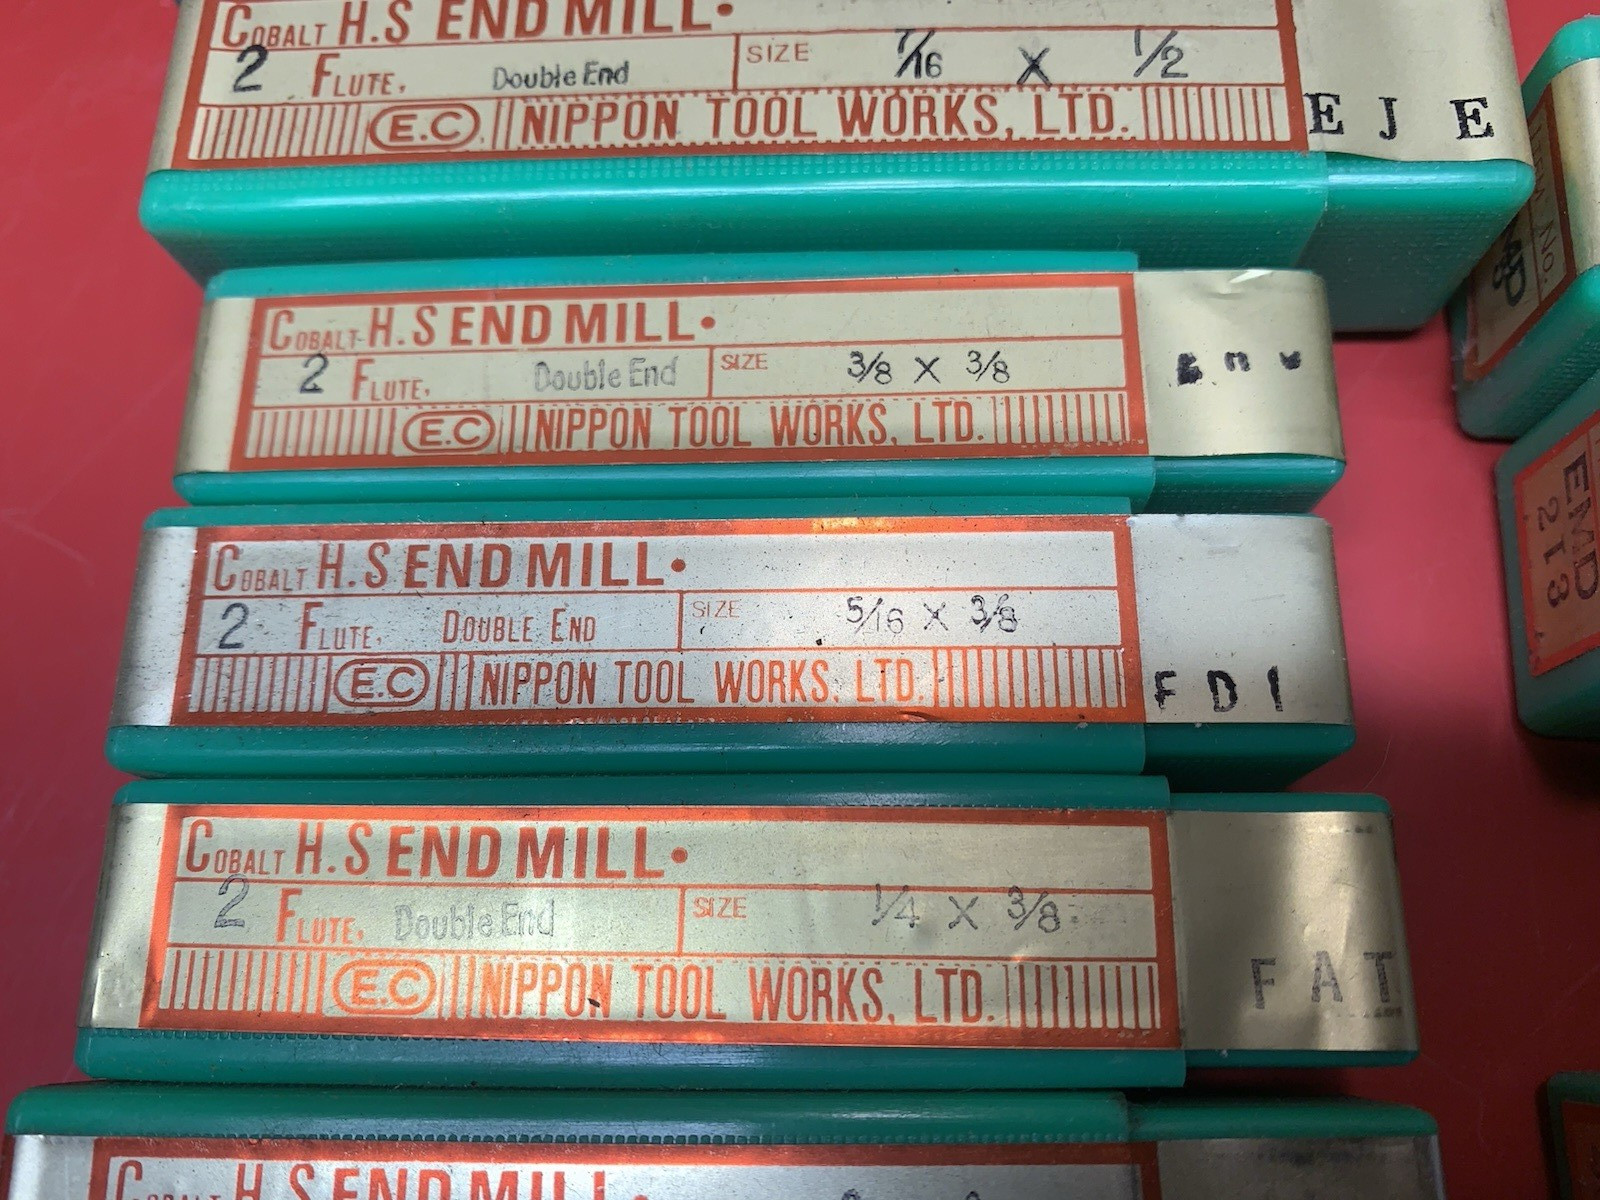 COBALT H.S END MILL.
2 FLUTE, Double End SIZE 7/16 X 1/2
E.C NIPPON TOOL WORKS, LTD.
E J E
COBALT H.S END MILL.
2 FLUTE, Double End SIZE 3/8 X 3/8
E.C NIPPON TOOL WORKS, LTD.
COBALT H.S END MILL.
2 FLUTE, DOUBLE END SIZE 5/16 X 3/8
E.C NIPPON TOOL WORKS, LTD.
F D I
COBALT H.S END MILL.
2 FLUTE, Double End SIZE 1/4 X 3/8
E.C NIPPON TOOL WORKS, LTD.
F A T
COBALT H.S END MILL.
No.
EMD
213